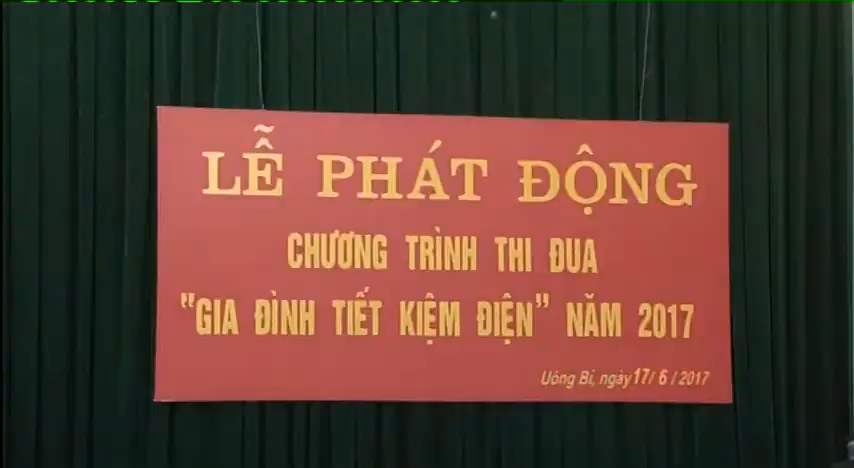 LỄ PHÁT ĐỘNG
CHƯƠNG TRÌNH THI ĐUA
"GIA ĐÌNH TIẾT KIỆM ĐIỆN" NĂM 2017
Uông Bí, ngày 17/ 6 / 2017